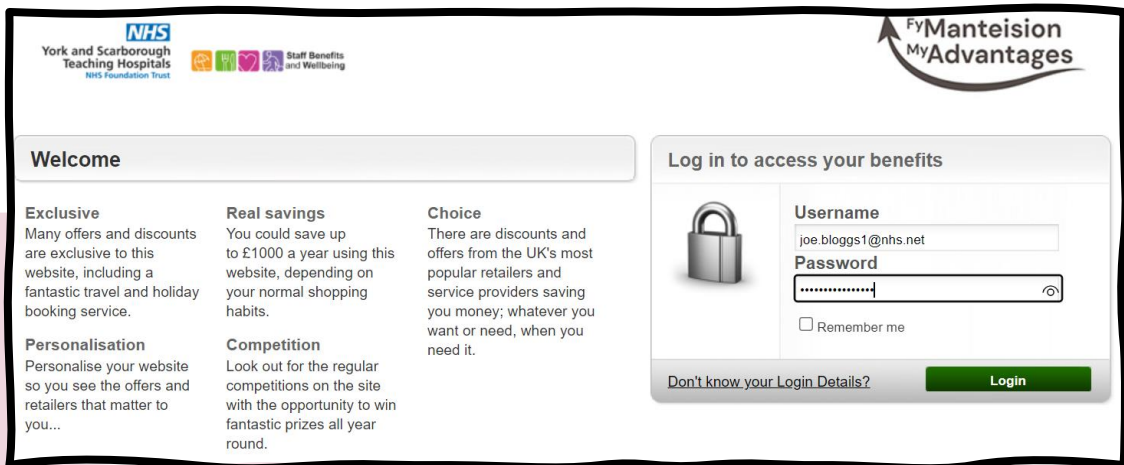 NHS
York and Scarborough
Teaching Hospitals
NHS Foundation Trust
Staff Benefits
and Wellbeing
FyManteision
MyAdvantages
Welcome
Exclusive
Many offers and discounts
are exclusive to this
website, including a
fantastic travel and holiday
booking service.
Personalisation
Personalise your website
so you see the offers and
retailers that matter to
you...
Real savings
You could save up
to £1000 a year using this
website, depending on
your normal shopping
habits.
Competition
Look out for the regular
competitions on the site
with the opportunity to win
fantastic prizes all year
round.
Choice
There are discounts and
offers from the UK's most
popular retailers and
service providers saving
you money; whatever you
want or need, when you
need it.
Log in to access your benefits
Username
joe.bloggs1@nhs.net
Password
••••••••••••••••
Remember me
Don't know your Login Details?
Login